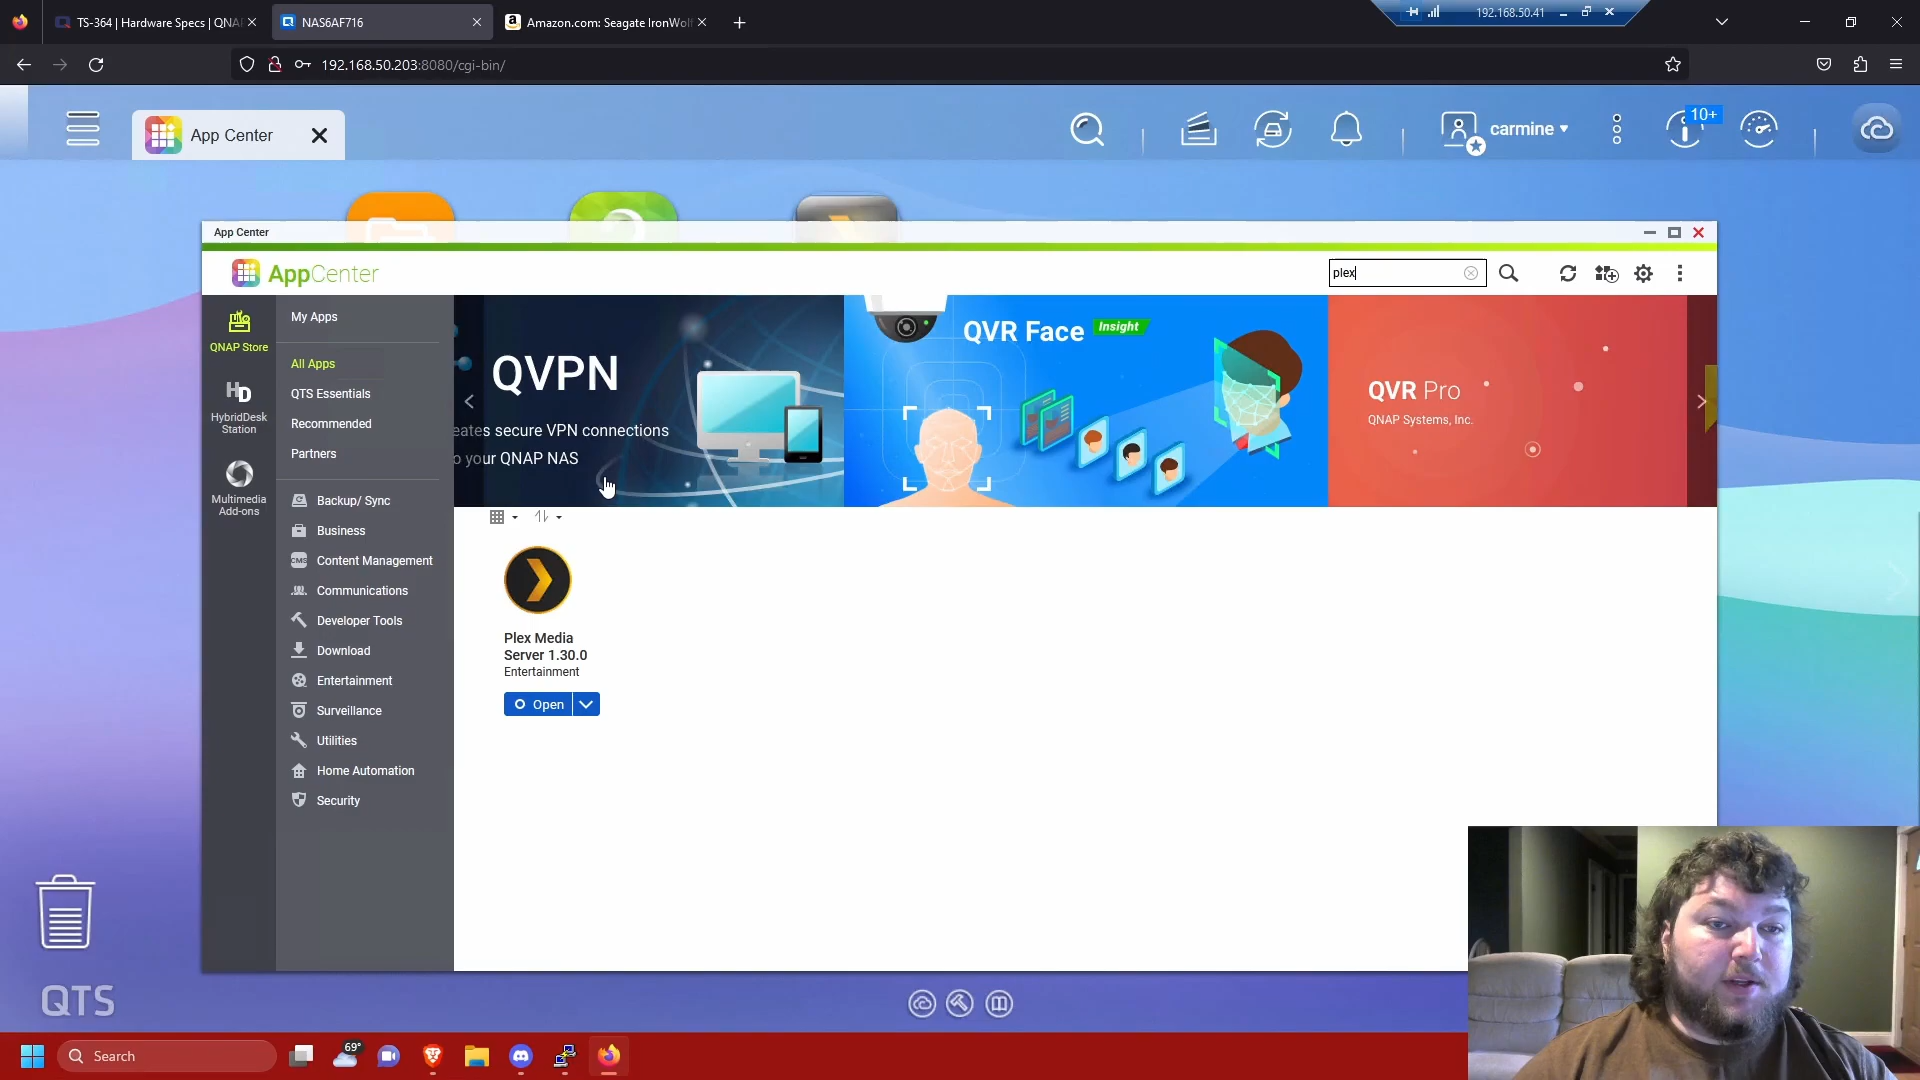 TS-364 | Hardware Specs | QNA
NAS6AF716
Amazon.com: Seagate IronWolf
192.168.50.41
192.168.50.203:8080/cgi-bin/
App Center
carmine
10+
App Center
AppCenter
plex
QNAP Store
HD
HybridDesk
Station
Multimedia
Add-ons
My Apps
All Apps
QTS Essentials
Recommended
Partners
Backup/ Sync
Business
CMS
Content Management
Communications
Developer Tools
Download
Entertainment
Surveillance
Utilities
Home Automation
Security
QVPN
eates secure VPN connections
o your QNAP NAS
QVR Face Insight
QVR Pro
QNAP Systems, Inc.
Plex Media
Server 1.30.0
Entertainment
Open
QTS
Search
69°